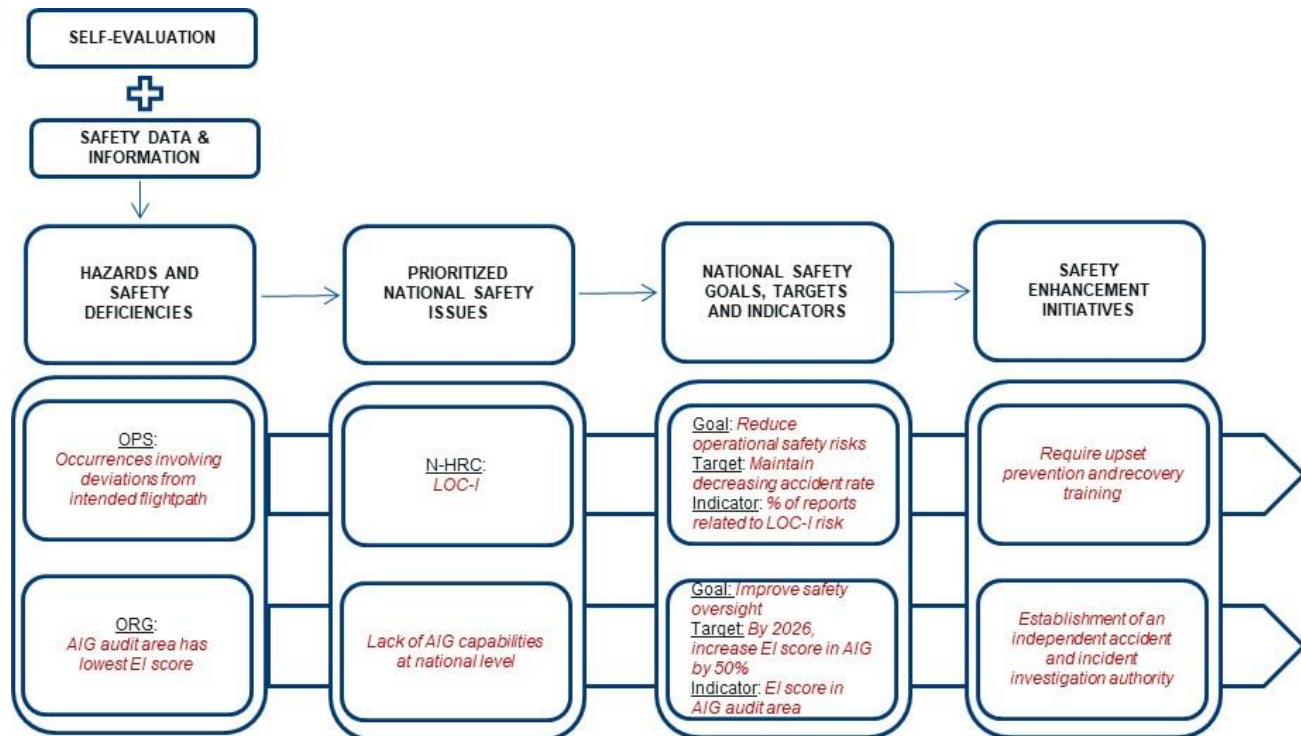 SELF-EVALUATION
SAFETY DATA &
INFORMATION
HAZARDS AND
SAFETY
DEFICIENCIES
PRIORITIZED
NATIONAL SAFETY
ISSUES
NATIONAL SAFETY
GOALS, TARGETS
AND INDICATORS
SAFETY
ENHANCEMENT
INITIATIVES
OPS:
Occurrences involving
deviations from
intended flightpath
N-HRC:
LOC-I
Goal: Reduce
operational safety risks
Target: Maintain
decreasing accident rate
Indicator: % of reports
related to LOC-I risk
Require upset
prevention and recovery
training
ORG:
AIG audit area has
lowest EI score
Lack of AIG capabilities
at national level
Goal: Improve safety
oversight
Target: By 2026,
increase EI score in AIG
by 50%
Indicator: EI score in
AIG audit area
Establishment of an
independent accident
and incident
investigation authority